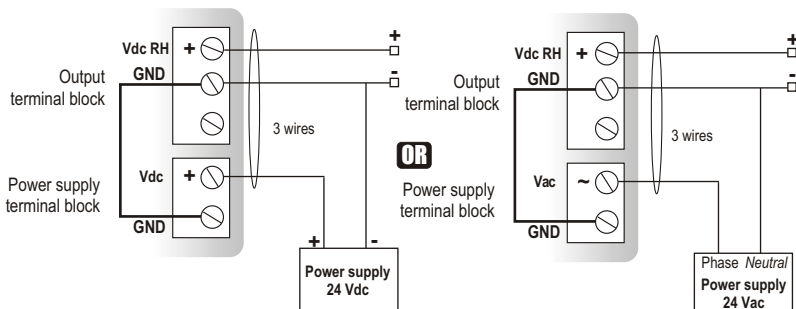 Vdc RH
+
GND
Output
terminal block
3 wires
+
-
Vdc
+
Power supply
terminal block
GND
+
-
Power supply
24 Vdc
OR
Vdc RH
+
GND
Output
terminal block
3 wires
+
-
Vac
~
Power supply
terminal block
GND
Phase Neutral
Power supply
24 Vac